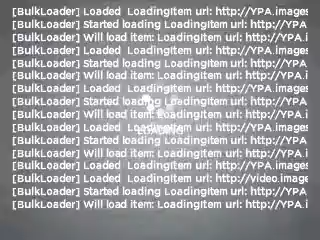 [BulkLoader] Loaded LoadingItem url: http://YPA.images
[BulkLoader] Started loading LoadingItem url: http://YPA
[BulkLoader] Will load item: LoadingItem url: http://YPA.i
[BulkLoader] Loaded LoadingItem url: http://YPA.images
[BulkLoader] Started loading LoadingItem url: http://YPA
[BulkLoader] Will load item: LoadingItem url: http://YPA.i
[BulkLoader] Loaded LoadingItem url: http://YPA.images
[BulkLoader] Started loading LoadingItem url: http://YPA
[BulkLoader] Will load item: LoadingItem url: http://YPA.i
[BulkLoader] Loaded LoadingItem url: http://YPA.images
LOADING
[BulkLoader] Started loading LoadingItem url: http://YPA
[BulkLoader] Will load item: LoadingItem url: http://YPA.i
[BulkLoader] Loaded LoadingItem url: http://video.image
[BulkLoader] Started loading LoadingItem url: http://YPA
[BulkLoader] Will load item: LoadingItem url: http://YPA.i